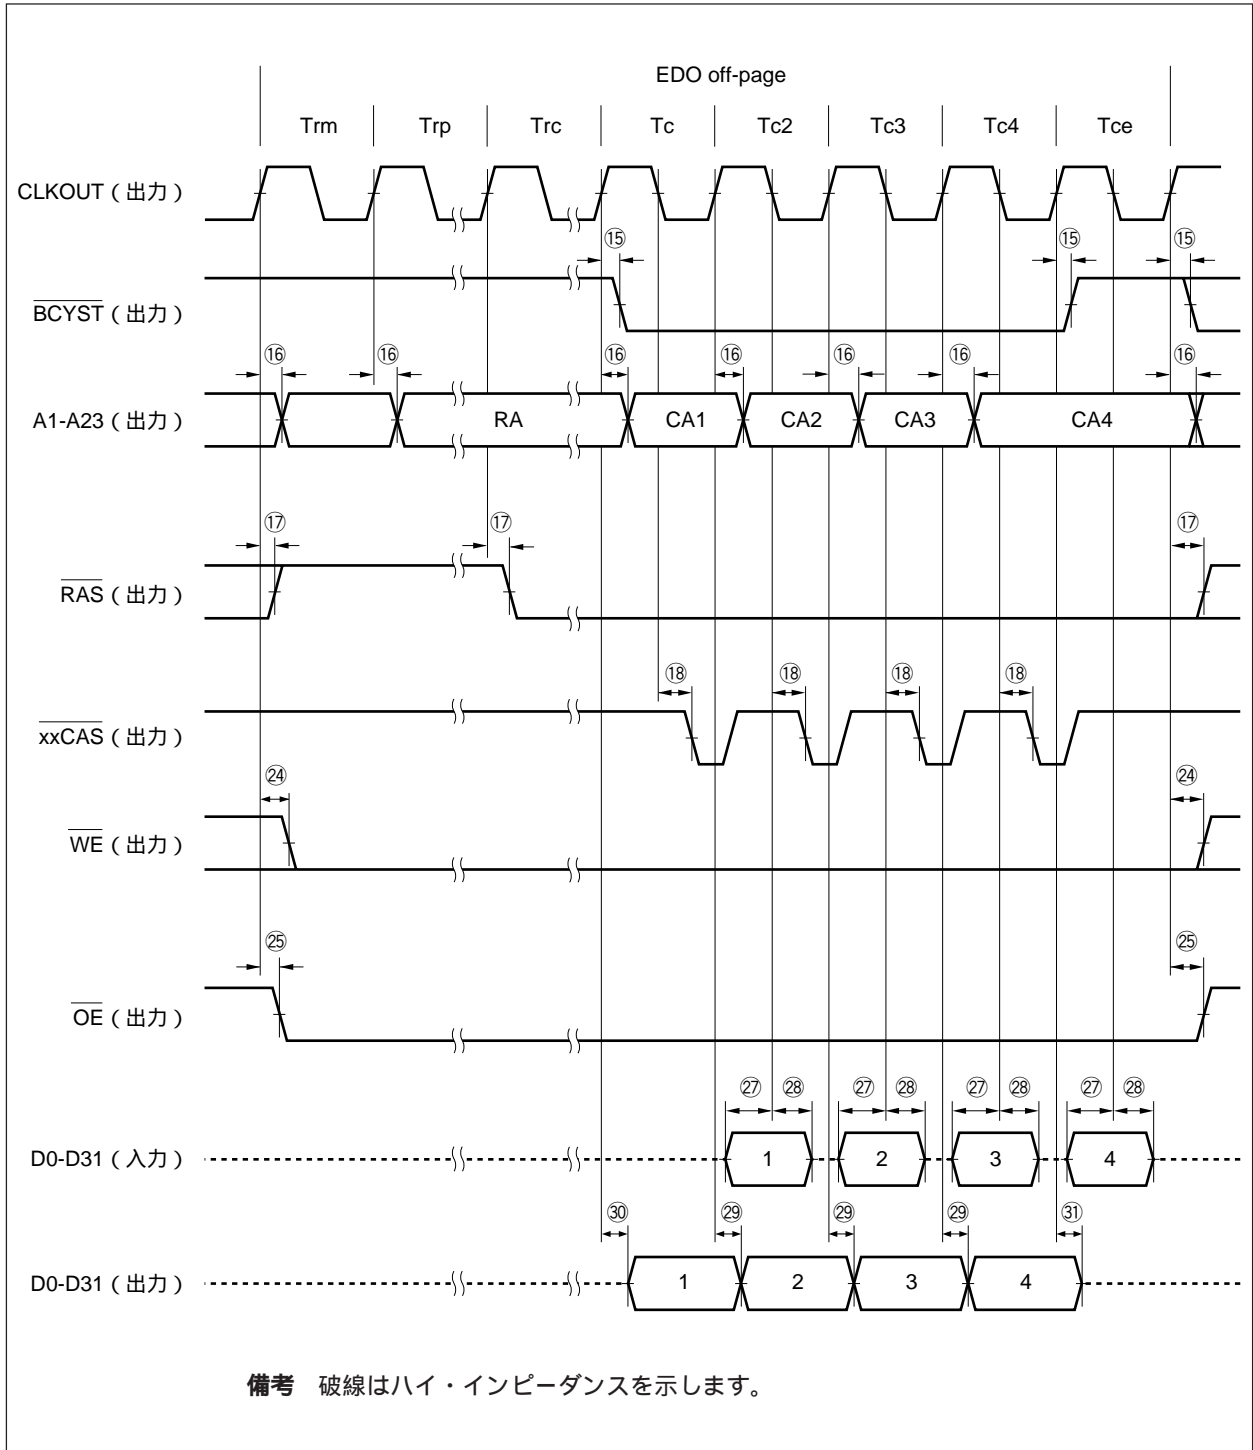 EDO off-page
Trm Trp Trc Tc Tc2 Tc3 Tc4 Tce
CLKOUT（出力）
⑮ ⑮ ⑮
BCYST（出力）
⑯ ⑯ ⑯ ⑯ ⑯ ⑯ ⑯
A1-A23（出力） RA CA1 CA2 CA3 CA4
⑰ ⑰ ⑰
RAS（出力）
⑱ ⑱ ⑱ ⑱
xxCAS（出力）
㉔ ㉔
WE（出力）
㉕ ㉕
OE（出力）
㉗ ㉘ ㉗ ㉘ ㉗ ㉘ ㉗ ㉘
D0-D31（入力） 1 2 3 4
㉚ ㉙ ㉙ ㉙ ㉛
D0-D31（出力） 1 2 3 4
備考 破線はハイ・インピーダンスを示します。